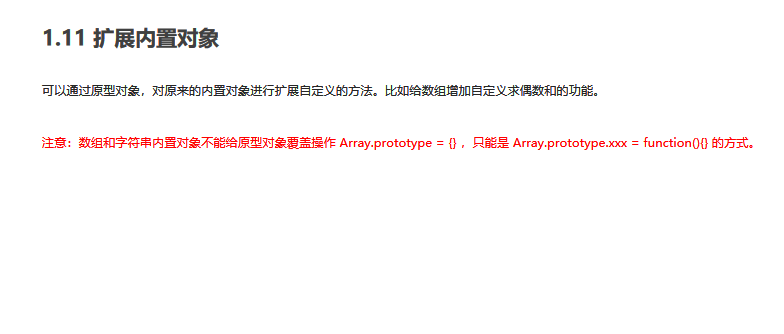 1.11 扩展内置对象
可以通过原型对象，对原来的内置对象进行扩展自定义的方法。比如给数组增加自定义求偶数和的功能。
注意：数组和字符串内置对象不能给原型对象覆盖操作 Array.prototype = {} ，只能是 Array.prototype.xxx = function(){} 的方式。